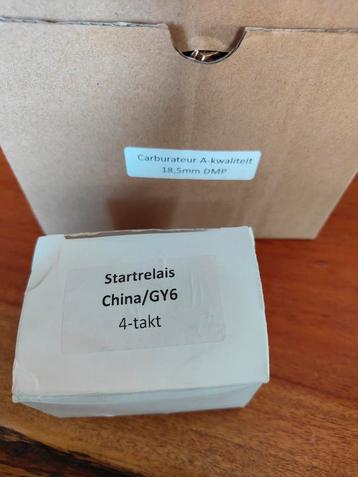 Carburateur A-kwaliteit
18,5mm DMP
Startrelais
China/GY6
4-takt